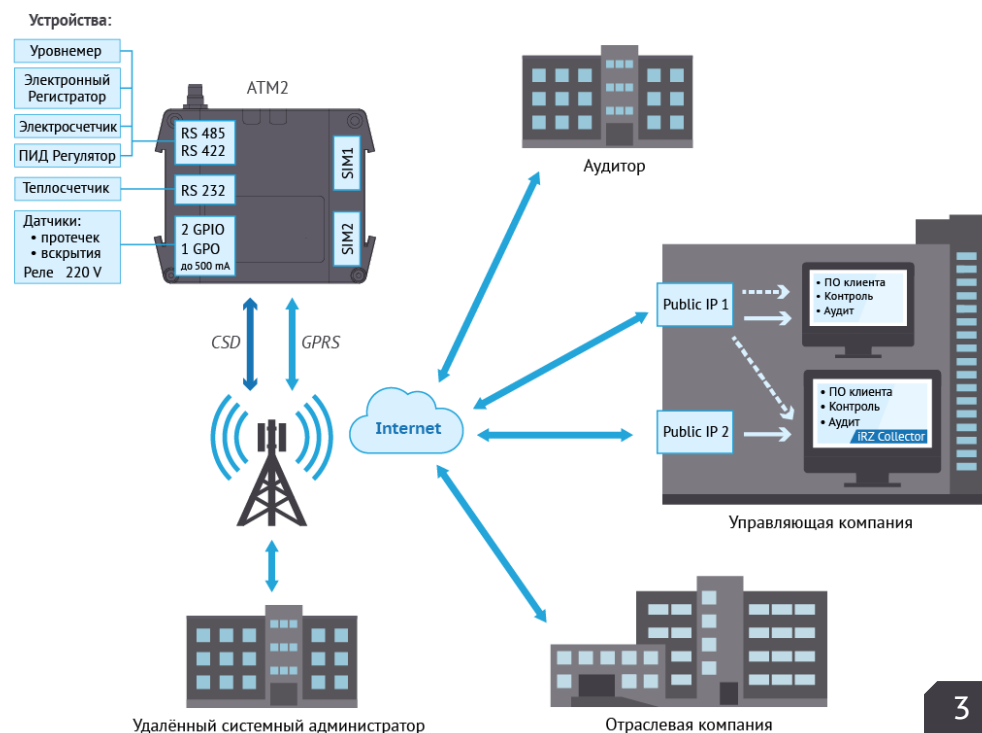 Устройства:
Уровнемер
Электронный
Регистратор
Электросчетчик
ПИД Регулятор
Теплосчетчик
Датчики:
• протечек
• вскрытия
Реле 220 V
ATM2
RS 485
RS 422
RS 232
2 GPIO
1 GPO
до 500 mA
SIM1
SIM2
CSD
GPRS
Internet
Аудитор
Public IP 1
• ПО клиента
• Контроль
• Аудит
Public IP 2
• ПО клиента
• Контроль
• Аудит
iRZ Collector
Управляющая компания
Удалённый системный администратор
Отраслевая компания
3